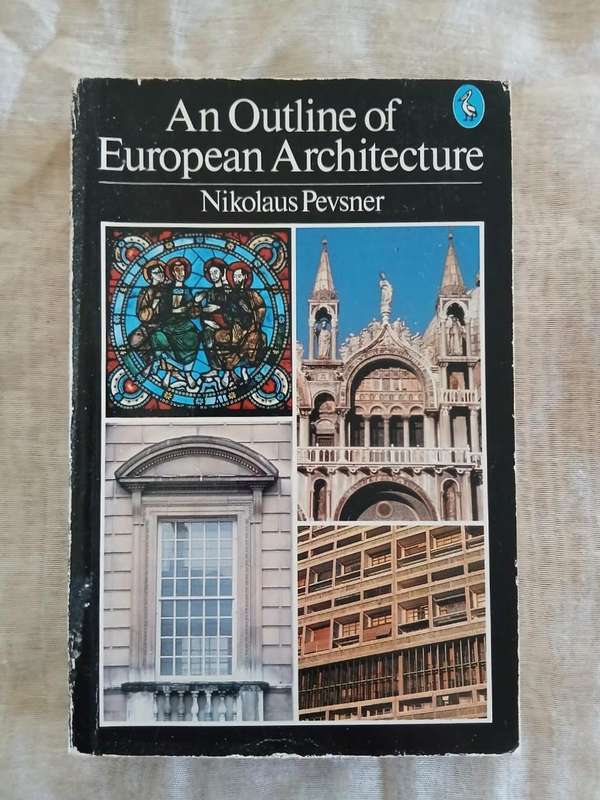 An Outline of
European Architecture
Nikolaus Pevsner